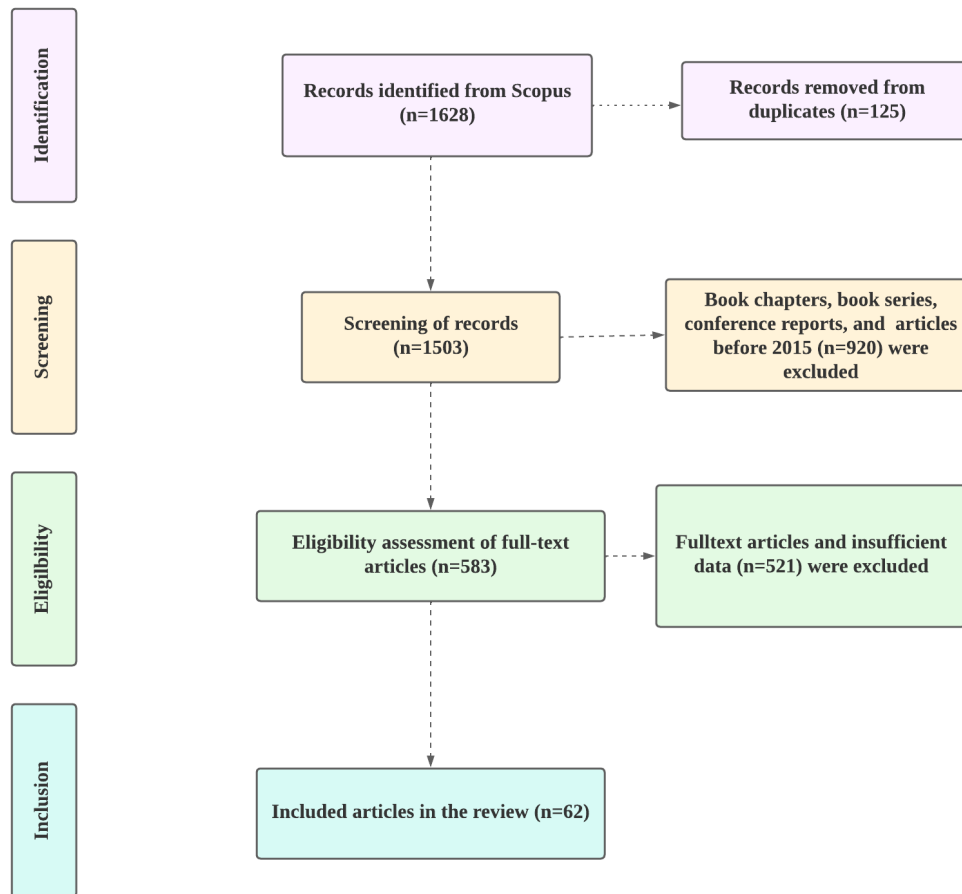 Identification
Records identified from Scopus
(n=1628)
Records removed from
duplicates (n=125)
Screening
Screening of records
(n=1503)
Book chapters, book series,
conference reports, and articles
before 2015 (n=920) were
excluded
Eligilbility
Eligibility assessment of full-text
articles (n=583)
Fulltext articles and insufficient
data (n=521) were excluded
Inclusion
Included articles in the review (n=62)